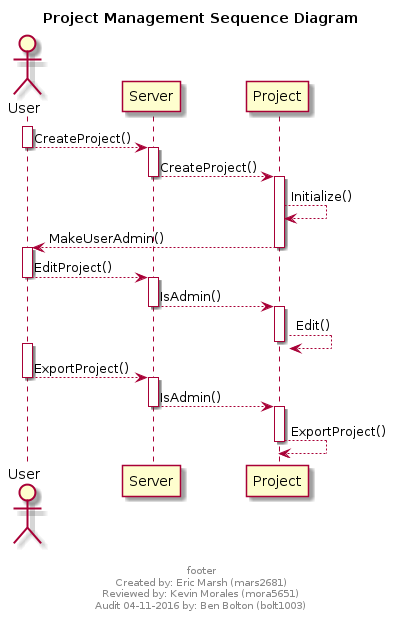 Project Management Sequence Diagram
User
Server
Project
CreateProject()
CreateProject()
Initialize()
MakeUserAdmin()
EditProject()
IsAdmin()
Edit()
ExportProject()
IsAdmin()
ExportProject()
User
Server
Project
footer
Created by: Eric Marsh (mars2681)
Reviewed by: Kevin Morales (mora5651)
Audit 04-11-2016 by: Ben Bolton (bolt1003)